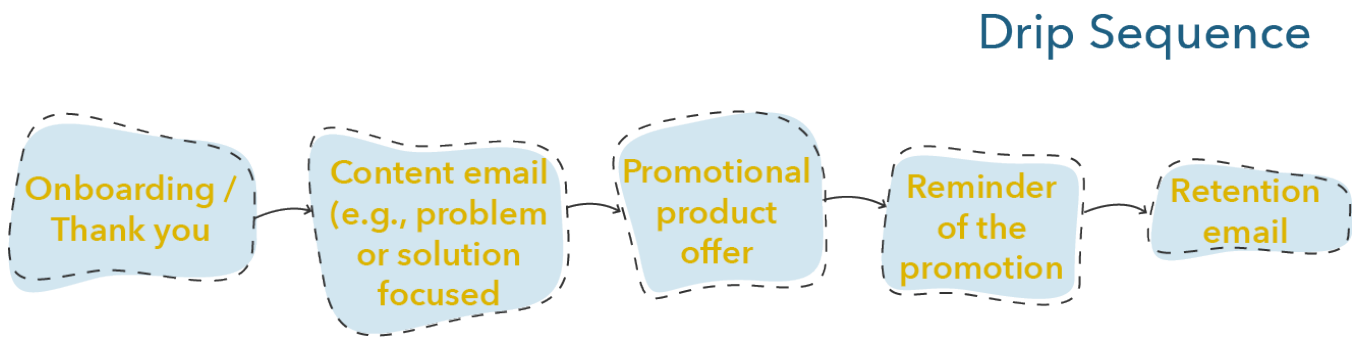 Drip Sequence
Onboarding /
Thank you
Content email
(e.g., problem
or solution
focused
Promotional
product
offer
Reminder
of the
promotion
Retention
email